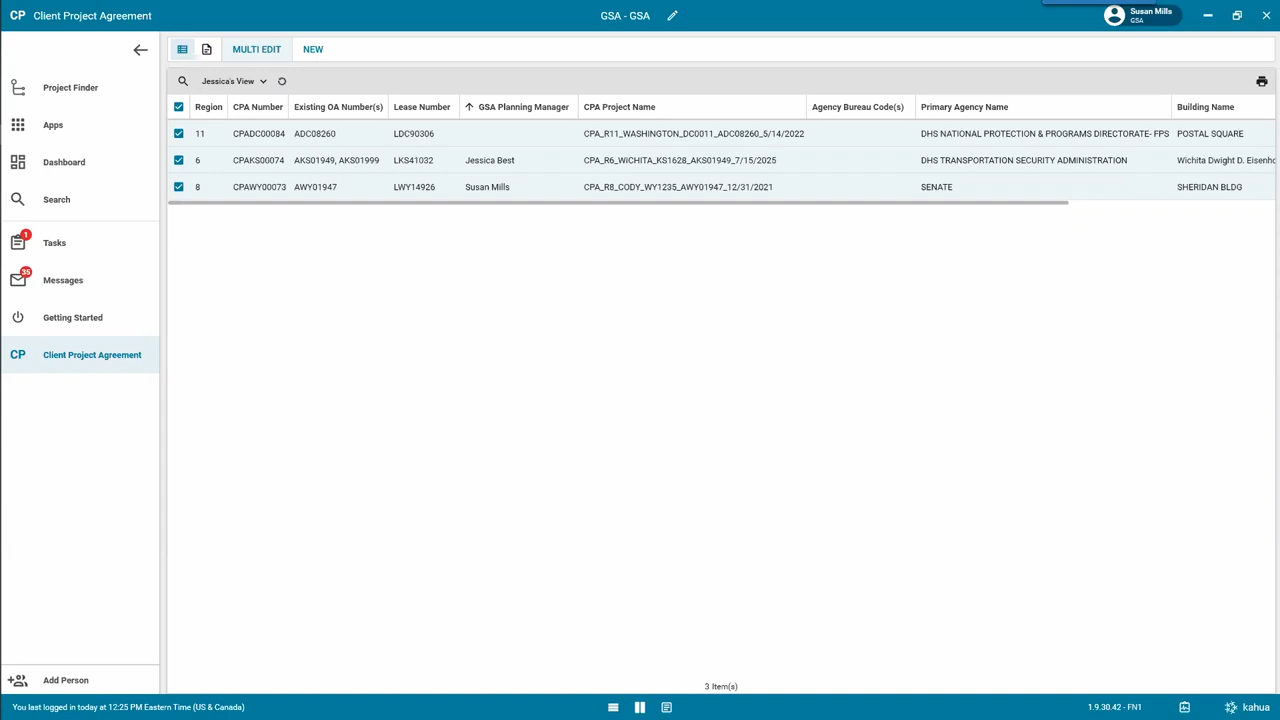 CP Client Project Agreement
GSA - GSA
Susan Mills
GSA
MULTI EDIT NEW
Project Finder
Apps
Dashboard
Search
1
Tasks
35
Messages
Getting Started
CP Client Project Agreement
Add Person
Jessica's View
Region CPA Number Existing OA Number(s) Lease Number GSA Planning Manager CPA Project Name Agency Bureau Code(s) Primary Agency Name Building Name
11 CPADC00084 ADC08260 LDC90306 CPA_R11_WASHINGTON_DC0011_ADC08260_5/14/2022 DHS NATIONAL PROTECTION & PROGRAMS DIRECTORATE- FPS POSTAL SQUARE
6 CPAKS00074 AKS01949, AKS01999 LKS41032 Jessica Best CPA_R6_WICHITA_KS1628_AKS01949_7/15/2025 DHS TRANSPORTATION SECURITY ADMINISTRATION Wichita Dwight D. Eisenho
8 CPAWY00073 AWY01947 LWY14926 Susan Mills CPA_R8_CODY_WY1235_AWY01947_12/31/2021 SENATE SHERIDAN BLDG
3 Item(s)
You last logged in today at 12:25 PM Eastern Time (US & Canada)
1.9.30.42 - FN1
kahua